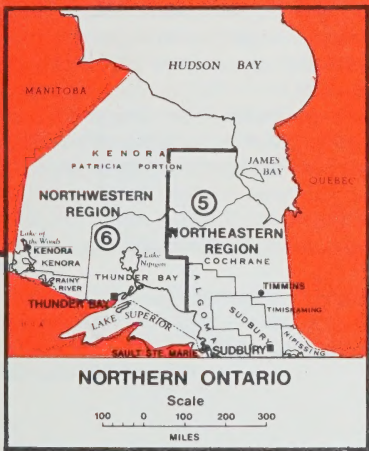 HUDSON BAY
MANITOBA
KENORA
PATRICIA PORTION
JAMES
BAY
QUEBEC
NORTHWESTERN
REGION
5
6
NORTHEASTERN
REGION
COCHRANE
Lake of
the Woods
KENORA
KENORA
Lake
Nipigon
RAINY
RIVER
THUNDER BAY
THUNDER BAY
ALGOMA
TIMMINS
TIMISKAMING
SUDBURY
NIPISSING
LAKE SUPERIOR
SAULT STE. MARIE
SUDBURY
NORTHERN ONTARIO
Scale
100 0 100 200 300
MILES